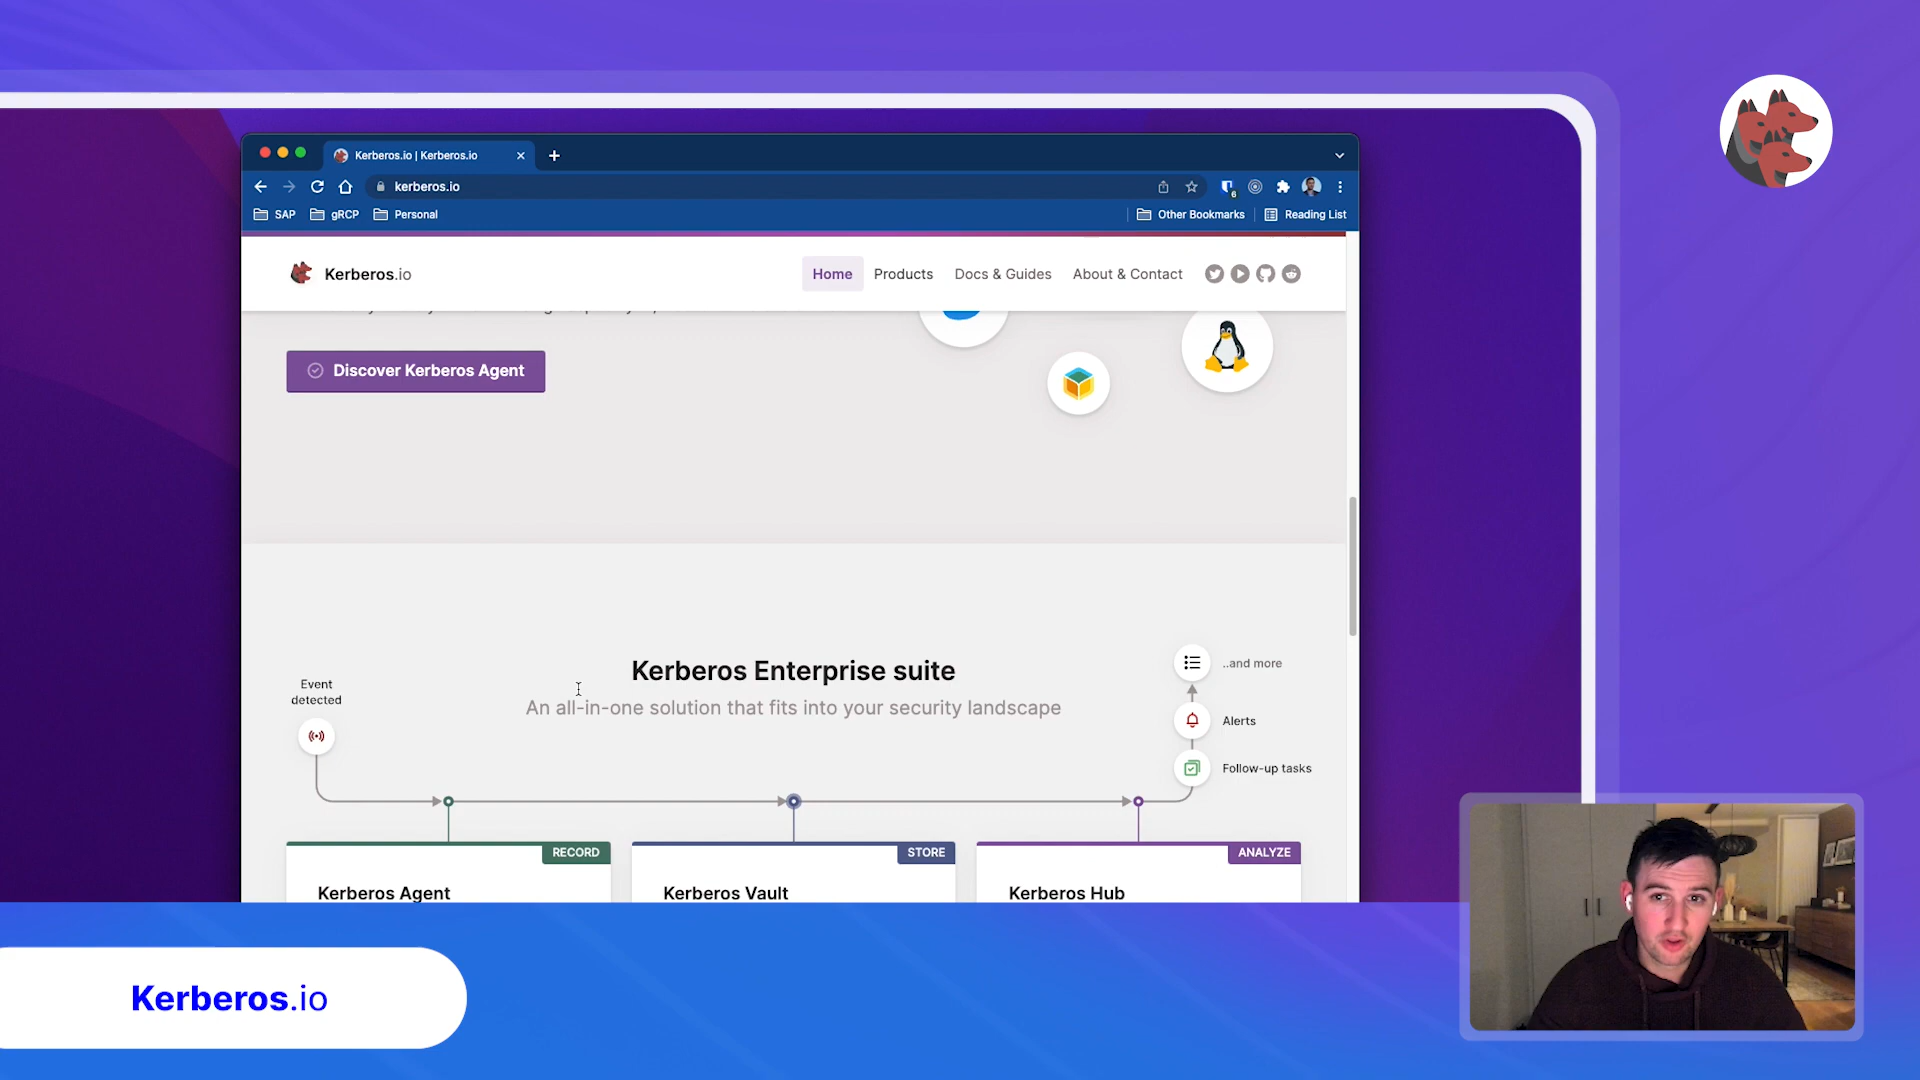 Kerberos.io | Kerberos.io
kerberos.io
6
SAP gRCP Personal Other Bookmarks Reading List
Kerberos.io Home Products Docs & Guides About & Contact
Discover Kerberos Agent
Kerberos Enterprise suite
An all-in-one solution that fits into your security landscape
Event
detected
..and more
Alerts
Follow-up tasks
RECORD
Kerberos Agent
STORE
Kerberos Vault
ANALYZE
Kerberos Hub
Kerberos.io